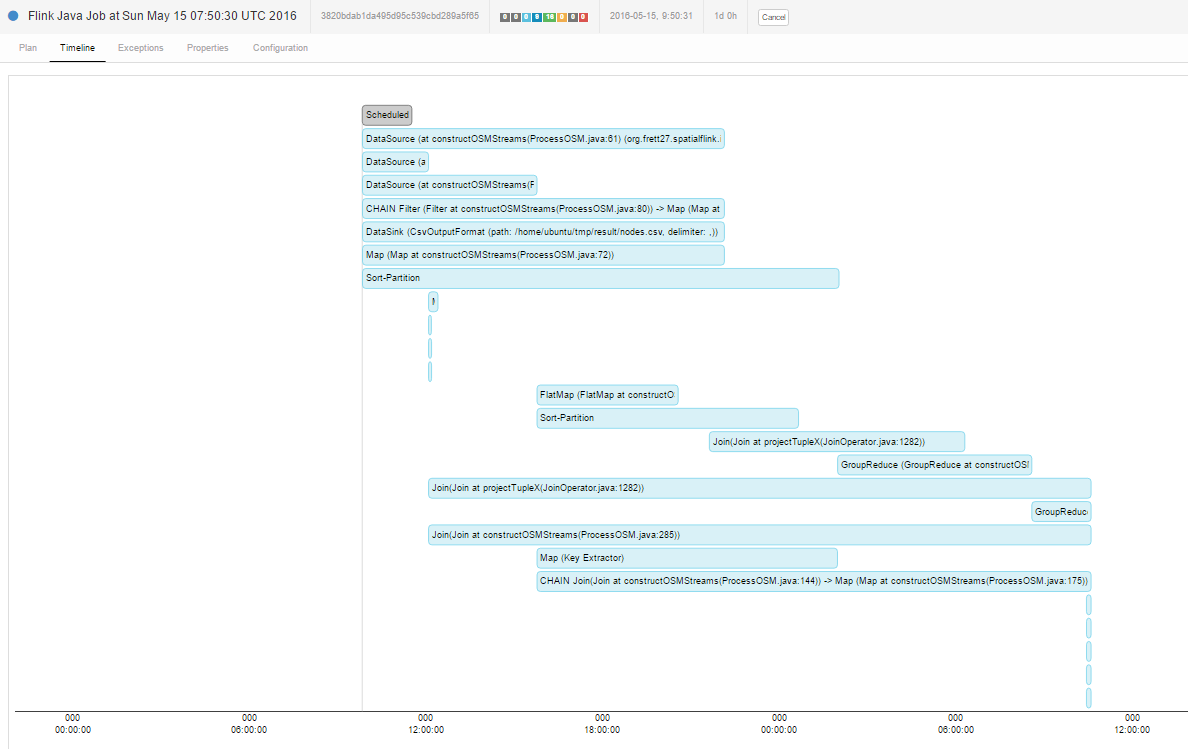 Flink Java Job at Sun May 15 07:50:30 UTC 2016 3820bdab1da495d95c539cbd289a5f65 0 0 0 9 16 0 0 0 2016-05-15, 9:50:31 1d 0h Cancel
Plan Timeline Exceptions Properties Configuration
Scheduled
DataSource (at constructOSMStreams(ProcessOSM.java:61) (org.frett27.spatialflink.i
DataSource (a
DataSource (at constructOSMStreams(F
CHAIN Filter (Filter at constructOSMStreams(ProcessOSM.java:80)) -> Map (Map at
DataSink (CsvOutputFormat (path: /home/ubuntu/tmp/result/nodes.csv, delimiter: ,))
Map (Map at constructOSMStreams(ProcessOSM.java:72))
Sort-Partition
FlatMap (FlatMap at constructO
Sort-Partition
Join(Join at projectTupleX(JoinOperator.java:1282))
GroupReduce (GroupReduce at constructOSM
Join(Join at projectTupleX(JoinOperator.java:1282))
GroupReduc
Join(Join at constructOSMStreams(ProcessOSM.java:285))
Map (Key Extractor)
CHAIN Join(Join at constructOSMStreams(ProcessOSM.java:144)) -> Map (Map at constructOSMStreams(ProcessOSM.java:175))
000 000 000 000 000 000 000
00:00:00 06:00:00 12:00:00 18:00:00 00:00:00 06:00:00 12:00:00